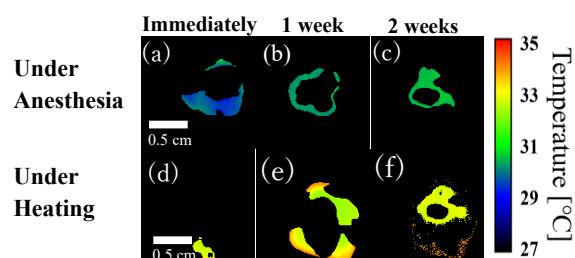 Immediately 1 week 2 weeks
Under Anesthesia
(a) (b) (c)
0.5 cm
Under Heating
(d) (e) (f)
0.5 cm
35
33
31
29
27
Temperature [°C]